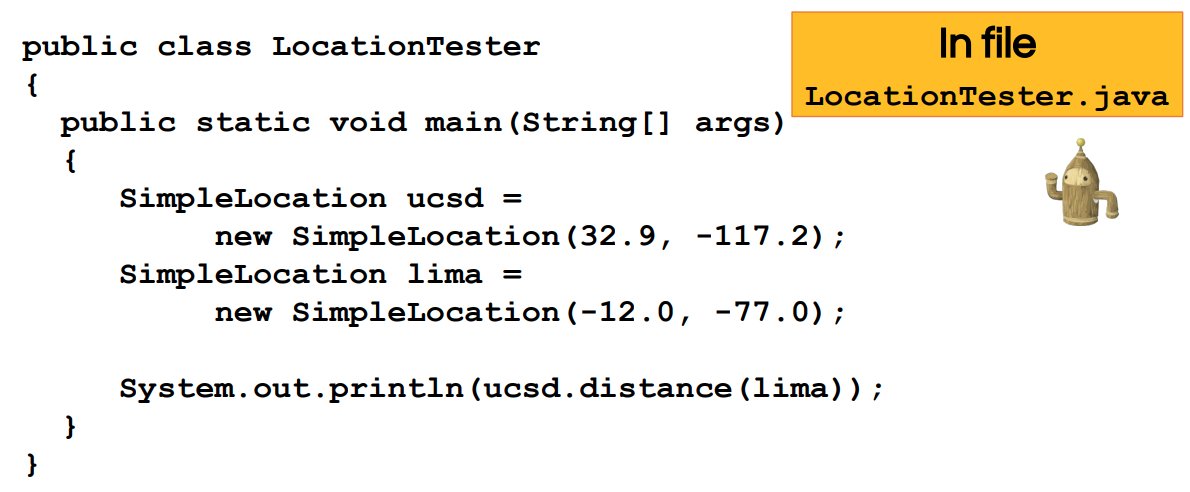 public class LocationTester
{
public static void main(String[] args)
{
SimpleLocation ucsd =
new SimpleLocation(32.9, -117.2);
SimpleLocation lima =
new SimpleLocation(-12.0, -77.0);
System.out.println(ucsd.distance(lima));
}
}
In file
LocationTester.java